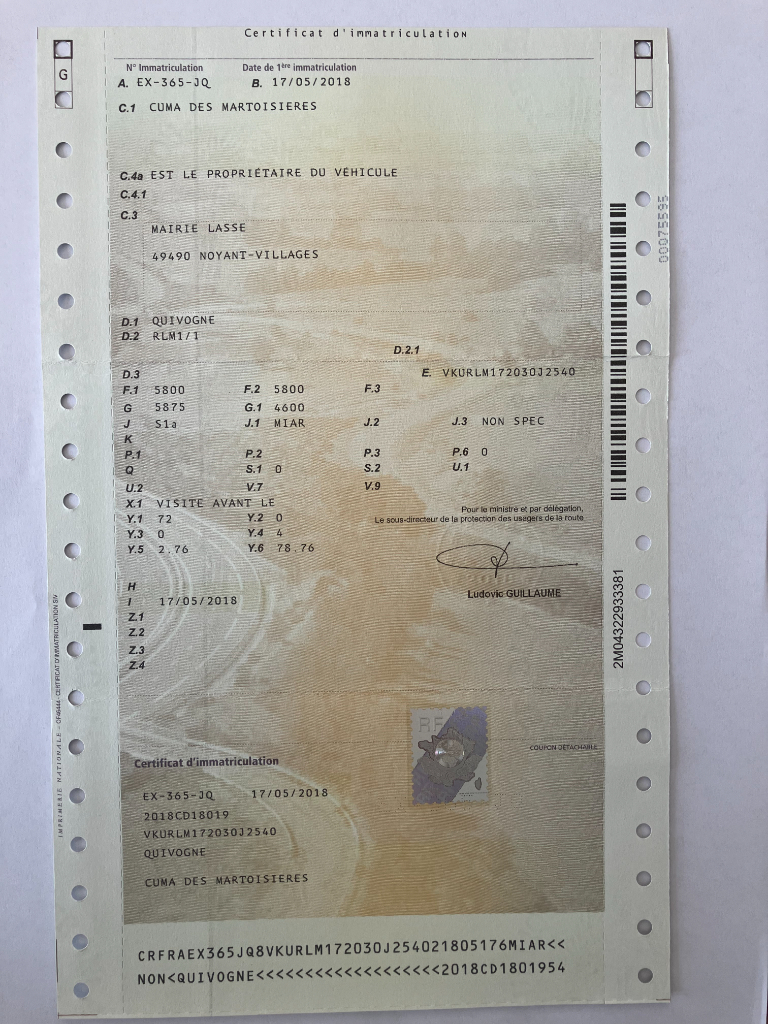 Certificat d'immatriculation
G
N° Immatriculation Date de 1ère immatriculation
A. EX-365-JQ B. 17/05/2018
C.1 CUMA DES MARTOISIERES
C.4a EST LE PROPRIÉTAIRE DU VÉHICULE
C.4.1
C.3
MAIRIE LASSE
49490 NOYANT-VILLAGES
D.1 QUIVOGNE
D.2 RLM1/1
D.2.1
D.3 E. VKURLM172030J2540
F.1 5800 F.2 5800 F.3
G 5875 G.1 4600
J S1a J.1 MIAR J.2 J.3 NON SPEC
K
P.1 P.2 P.3 P.6 0
Q S.1 0 S.2 U.1
U.2 V.7 V.9
X.1 VISITE AVANT LE
Y.1 72 Y.2 0
Y.3 0 Y.4 4
Y.5 2.76 Y.6 78.76
Pour le ministre et par délégation,
Le sous-directeur de la protection des usagers de la route
Ludovic GUILLAUME
H
I 17/05/2018
Z.1
Z.2
Z.3
Z.4
RF
COUPON DÉTACHABLE
Certificat d'immatriculation
EX-365-JQ 17/05/2018
2018CD18019
VKURLM172030J2540
QUIVOGNE
CUMA DES MARTOISIERES
CRFRAEX365JQ8VKURLM172030J254021805176MIAR<<
NON<QUIVOGNE<<<<<<<<<<<<<<<<<<<<2018CD1801954
00075595
2M04322933381
IMPRIMERIE NATIONALE - CERTIFICAT D'IMMATRICULATION SIV